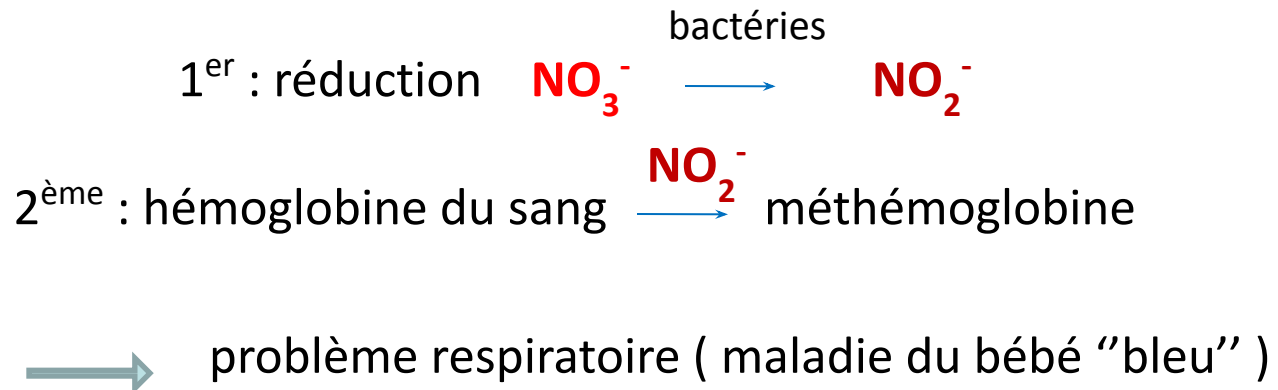 bactéries
1er : réduction NO3- NO2-
NO2-
2ème : hémoglobine du sang méthémoglobine
problème respiratoire ( maladie du bébé ‘’bleu’’ )